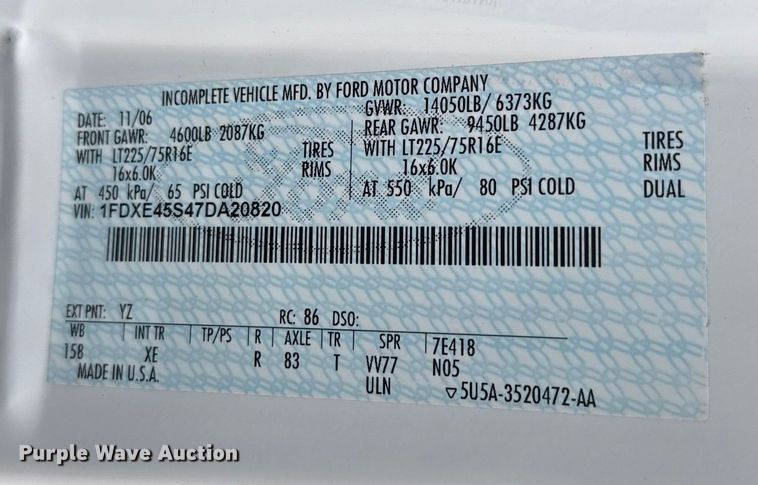 INCOMPLETE VEHICLE MFD. BY FORD MOTOR COMPANY
DATE: 11/06 GVWR: 14050LB/ 6373KG
FRONT GAWR: 4600LB 2087KG REAR GAWR: 9450LB 4287KG
WITH LT225/75R16E TIRES WITH LT225/75R16E TIRES
16x6.0K RIMS 16x6.0K RIMS
AT 450 kPa/ 65 PSI COLD AT 550 kPa/ 80 PSI COLD DUAL
VIN: 1FDXE45S47DA20820
EXT PNT: YZ RC: 86 DSO:
WB INT TR TP/PS R AXLE TR SPR 7E418
158 XE R 83 T VV77 N05
MADE IN U.S.A. ULN ▽5U5A-3520472-AA
Purple Wave Auction